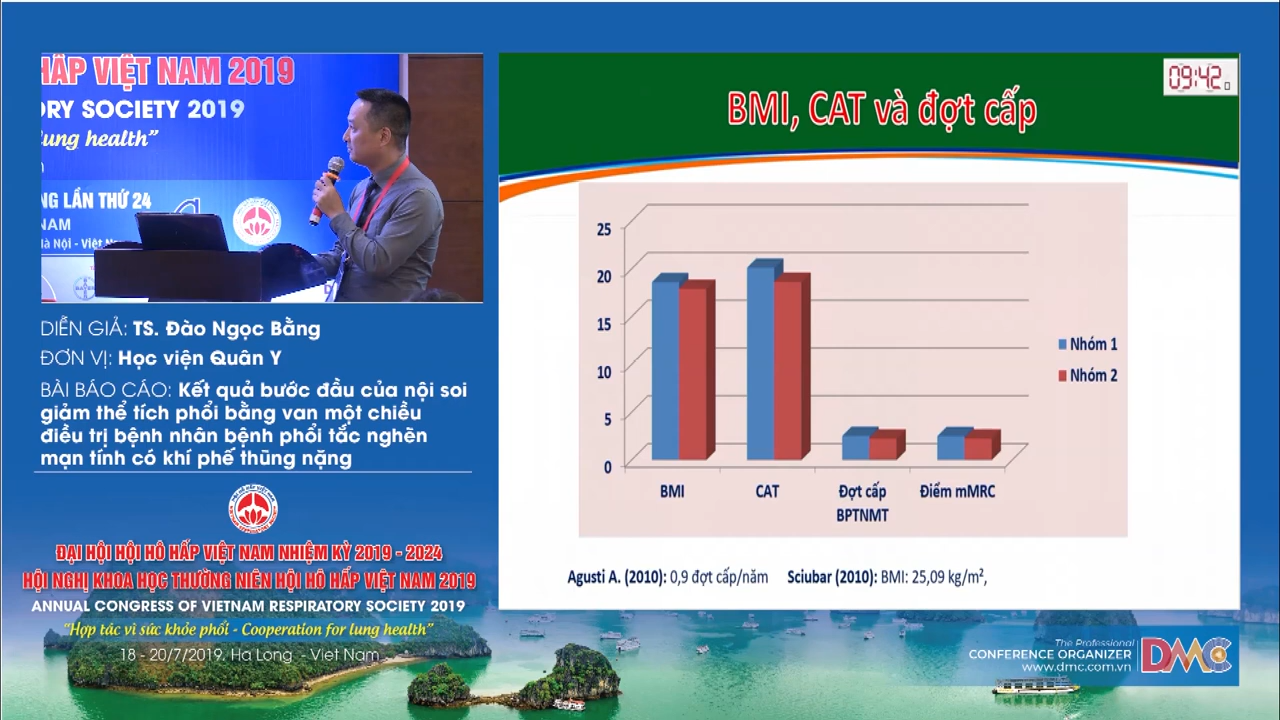 HẤP VIỆT NAM 2019
ORY SOCIETY 2019
lung health”
NG LẦN THỨ 24
NAM
DIỄN GIẢ: TS. Đào Ngọc Bằng
ĐƠN VỊ: Học viện Quân Y
BÀI BÁO CÁO: Kết quả bước đầu của nội soi
giảm thể tích phổi bằng van một chiều
điều trị bệnh nhân bệnh phổi tắc nghẽn
mạn tính có khí phế thũng nặng
ĐẠI HỘI HỘI HÔ HẤP VIỆT NAM NHIỆM KỲ 2019 - 2024
HỘI NGHỊ KHOA HỌC THƯỜNG NIÊN HỘI HÔ HẤP VIỆT NAM 2019
ANNUAL CONGRESS OF VIETNAM RESPIRATORY SOCIETY 2019
“Hợp tác vì sức khỏe phổi - Cooperation for lung health”
18 - 20/7/2019, Ha Long - Viet Nam
09:42
BMI, CAT và đợt cấp
25
20
15
10
5
0
BMI
CAT
Đợt cấp
BPTNMT
Điểm mMRC
Nhóm 1
Nhóm 2
Agusti A. (2010): 0,9 đợt cấp/năm Sciubar (2010): BMI: 25,09 kg/m²,
The Professional
CONFERENCE ORGANIZER
www.dmc.com.vn
DMC